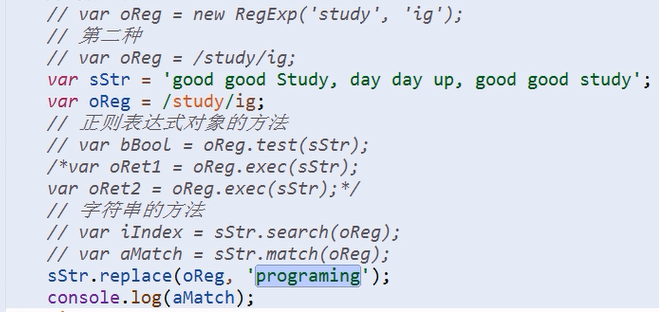 // var oReg = new RegExp('study', 'ig');
// 第二种
// var oReg = /study/ig;
var sStr = 'good good Study, day day up, good good study';
var oReg = /study/ig;
// 正则表达式对象的方法
// var bBool = oReg.test(sStr);
/*var oRet1 = oReg.exec(sStr);
var oRet2 = oReg.exec(sStr);*/
// 字符串的方法
// var iIndex = sStr.search(oReg);
// var aMatch = sStr.match(oReg);
sStr.replace(oReg, 'programing');
console.log(aMatch);